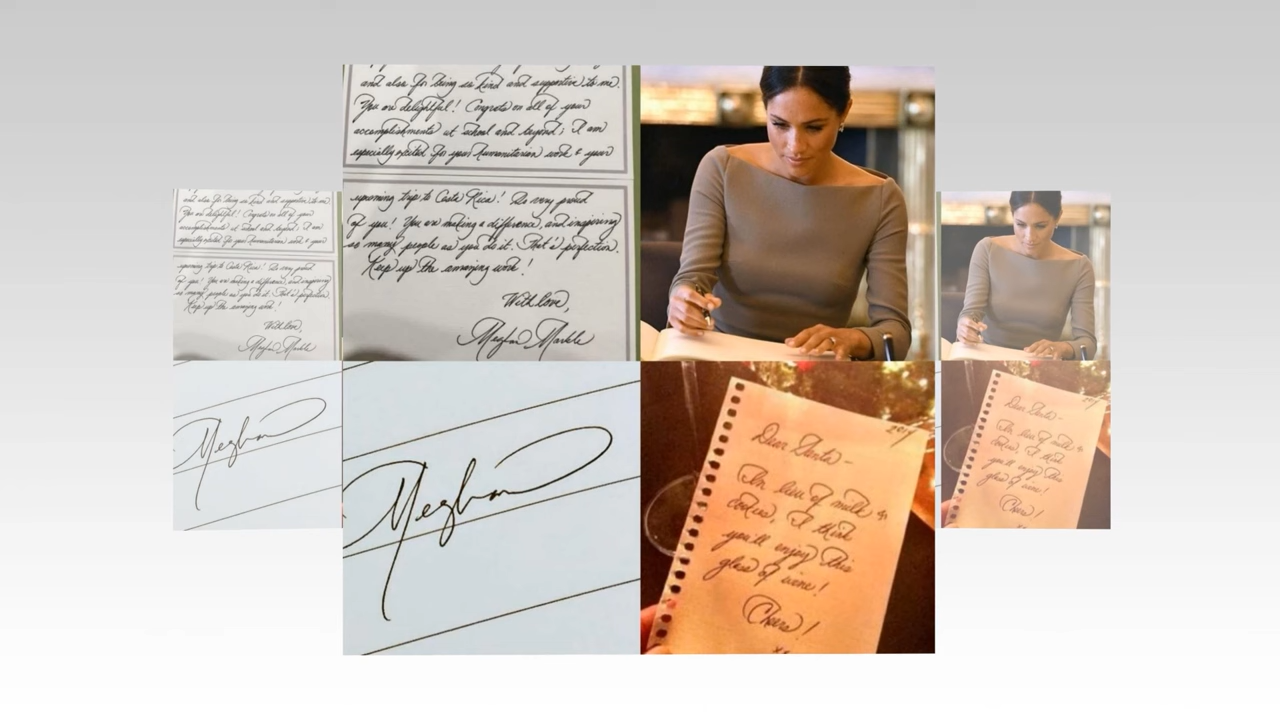 and also for being so kind and supportive to me.
You are delightful! Congrats on all of your
accomplishments at school and beyond; I am
especially excited for your humanitarian work & your
upcoming trip to Costa Rica! So very proud
of you! You are making a difference, and inspiring
so many people as you do it. That's perfection.
Keep up the amazing work!
With love,
Meghan Markle
Meghan
Dear Santa-
In lieu of milk &
cookies, I think
you'll enjoy this
glass of wine!
Cheers!